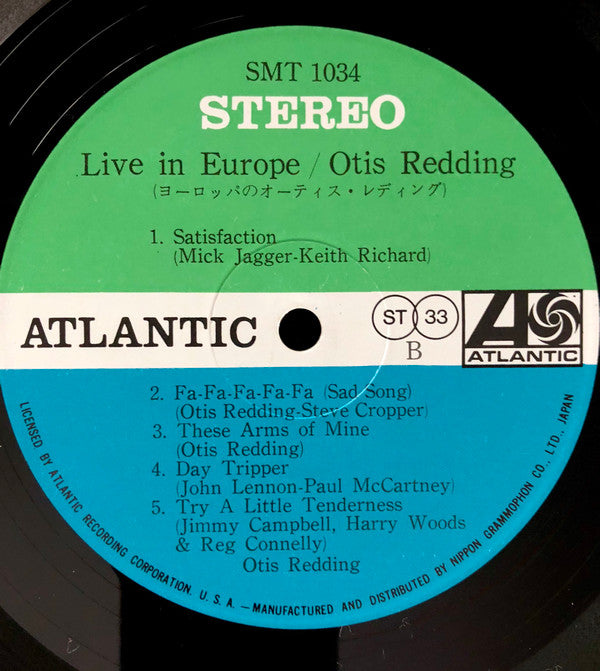 SMT 1034
STEREO
Live in Europe / Otis Redding
(ヨーロッパのオーティス・レディング)
1. Satisfaction
(Mick Jagger-Keith Richard)
ATLANTIC
ST 33
B
ATLANTIC
2. Fa-Fa-Fa-Fa-Fa (Sad Song)
(Otis Redding-Steve Cropper)
3. These Arms of Mine
(Otis Redding)
4. Day Tripper
(John Lennon-Paul McCartney)
5. Try A Little Tenderness
(Jimmy Campbell, Harry Woods
& Reg Connelly)
Otis Redding
LICENSED BY ATLANTIC RECORDING CORPORATION. U. S. A. — MANUFACTURED AND DISTRIBUTED BY NIPPON GRAMMOPHON CO., LTD., JAPAN